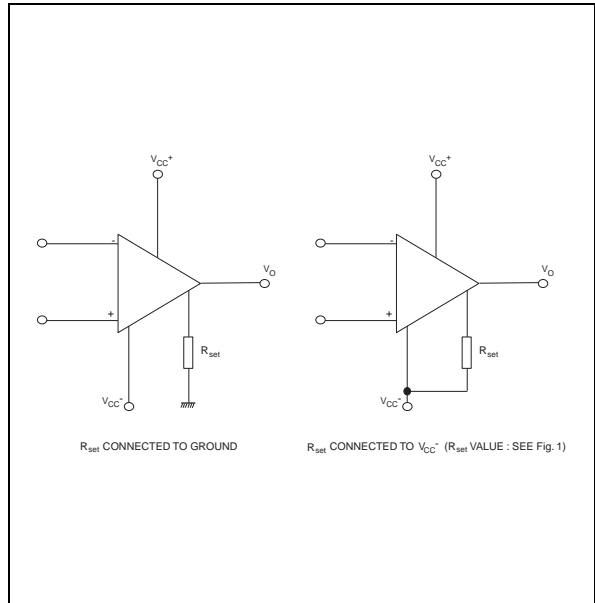 VCC+
-
+
VO
Rset
VCC-
Rset CONNECTED TO GROUND
VCC+
-
+
VO
Rset
VCC-
Rset CONNECTED TO VCC- (Rset VALUE : SEE Fig. 1)